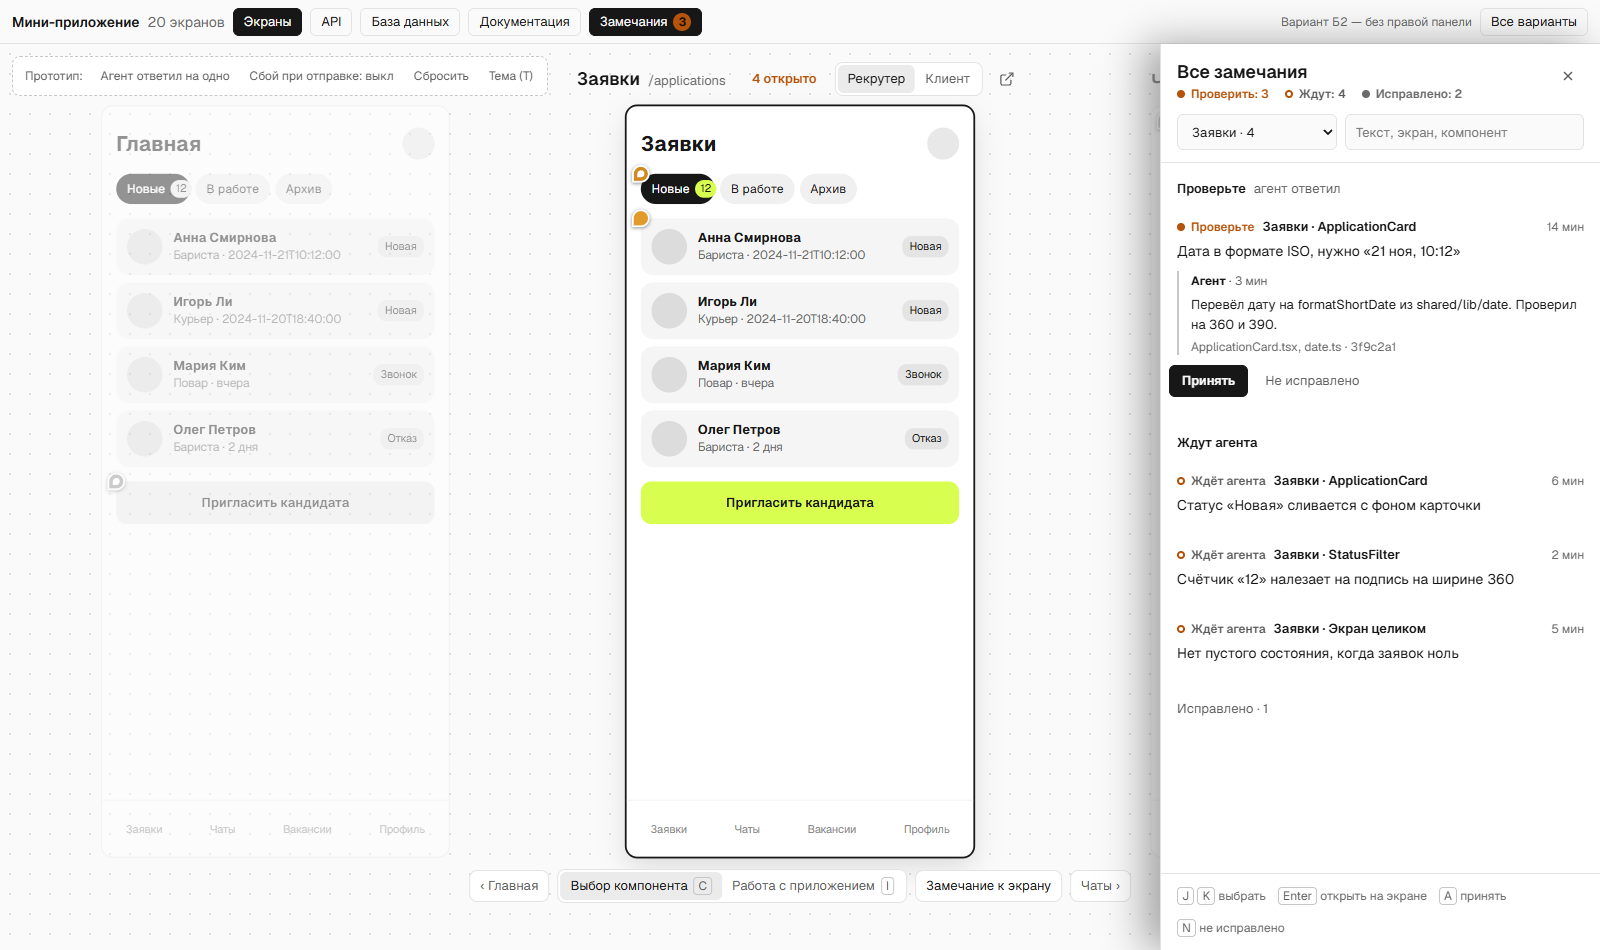 Мини-приложение 20 экранов Экраны API База данных Документация Замечания 3 Вариант Б2 — без правой панели Все варианты
Прототип: Агент ответил на одно Сбой при отправке: выкл Сбросить Тема (T)
Заявки /applications 4 открыто Рекрутер Клиент
Главная
Новые 12 В работе Архив
Анна Смирнова
Бариста · 2024-11-21T10:12:00
Новая
Игорь Ли
Курьер · 2024-11-20T18:40:00
Новая
Мария Ким
Повар · вчера
Звонок
Олег Петров
Бариста · 2 дня
Отказ
Пригласить кандидата
Заявки Чаты Вакансии Профиль
Заявки
Новые 12 В работе Архив
Анна Смирнова
Бариста · 2024-11-21T10:12:00
Новая
Игорь Ли
Курьер · 2024-11-20T18:40:00
Новая
Мария Ким
Повар · вчера
Звонок
Олег Петров
Бариста · 2 дня
Отказ
Пригласить кандидата
Заявки Чаты Вакансии Профиль
‹ Главная Выбор компонента C Работа с приложением I Замечание к экрану Чаты ›
Все замечания
Проверить: 3 Ждут: 4 Исправлено: 2
Заявки · 4 Текст, экран, компонент
Проверьте агент ответил
Проверьте Заявки · ApplicationCard 14 мин
Дата в формате ISO, нужно «21 ноя, 10:12»
Агент · 3 мин
Перевёл дату на formatShortDate из shared/lib/date. Проверил
на 360 и 390.
ApplicationCard.tsx, date.ts · 3f9c2a1
Принять Не исправлено
Ждут агента
Ждёт агента Заявки · ApplicationCard 6 мин
Статус «Новая» сливается с фоном карточки
Ждёт агента Заявки · StatusFilter 2 мин
Счётчик «12» налезает на подпись на ширине 360
Ждёт агента Заявки · Экран целиком 5 мин
Нет пустого состояния, когда заявок ноль
Исправлено · 1
J K выбрать Enter открыть на экране A принять
N не исправлено